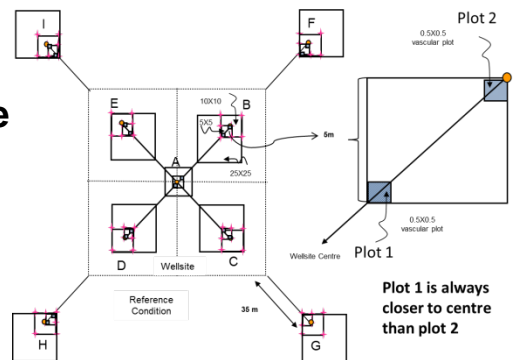 I
F
Plot 2
0.5X0.5
vascular plot
E
10X10
B
e
5X5
A
5m
25X25
0.5X0.5
vascular plot
D
Wellsite
C
Wellsite Centre
Plot 1
Reference
Condition
35 m
Plot 1 is always
closer to centre
than plot 2
H
G